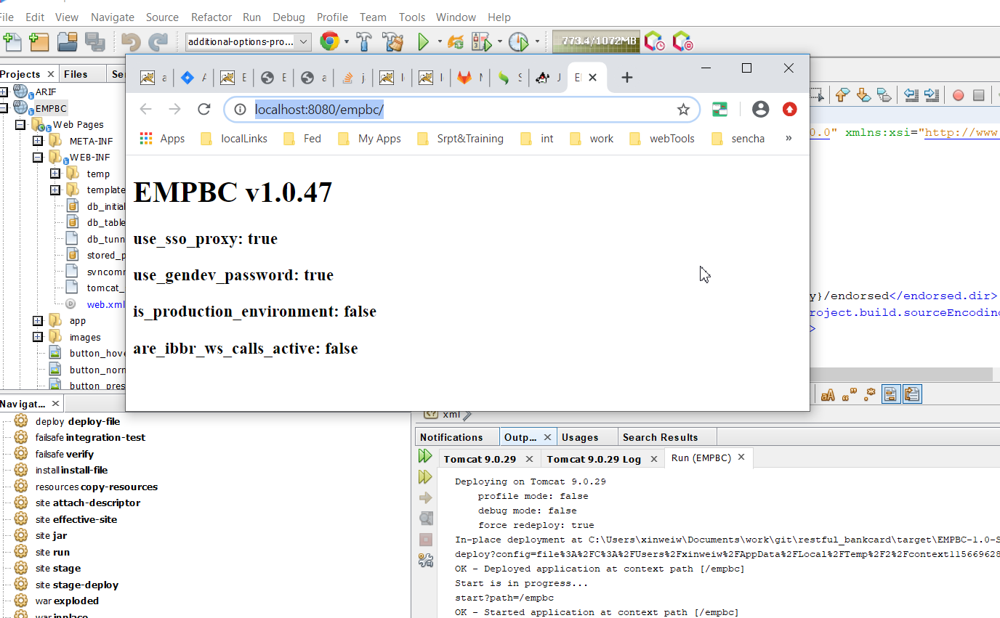 File Edit View Navigate Source Refactor Run Debug Profile Team Tools Window Help
additional-options-pro...
773.4/1072MB
Projects Files Se
ARIF
EMPBC
Web Pages
META-INF
WEB-INF
temp
template
db_initial
db_table
db_tunn
stored_p
svncomm
tomcat_
web.xml
app
images
button_hove
button_norm
button_pres
localhost:8080/empbc/
Apps localLinks Fed My Apps Srpt&Training int work webTools sencha »
EMPBC v1.0.47
use_sso_proxy: true
use_gendev_password: true
is_production_environment: false
are_ibbr_ws_calls_active: false
0.0" xmlns:xsi="http://www
y}/endorsed</endorsed.dir>
roject.build.sourceEncoding
>
Navigat...
deploy deploy-file
failsafe integration-test
failsafe verify
install install-file
resources copy-resources
site attach-descriptor
site effective-site
site jar
site run
site stage
site stage-deploy
war exploded
war inplace
xml
Notifications Outp... Usages Search Results
Tomcat 9.0.29 Tomcat 9.0.29 Log Run (EMPBC)
Deploying on Tomcat 9.0.29
profile mode: false
debug mode: false
force redeploy: true
In-place deployment at C:\Users\xinweiw\Documents\work\git\restful_bankcard\target\EMPBC-1.0-S
deploy?config=file%3A%2FC%3A%2FUsers%2Fxinweiw%2FAppData%2FLocal%2FTemp%2F2%2Fcontext115669628
OK - Deployed application at context path [/empbc]
Start is in progress...
start?path=/empbc
OK - Started application at context path [/empbc]